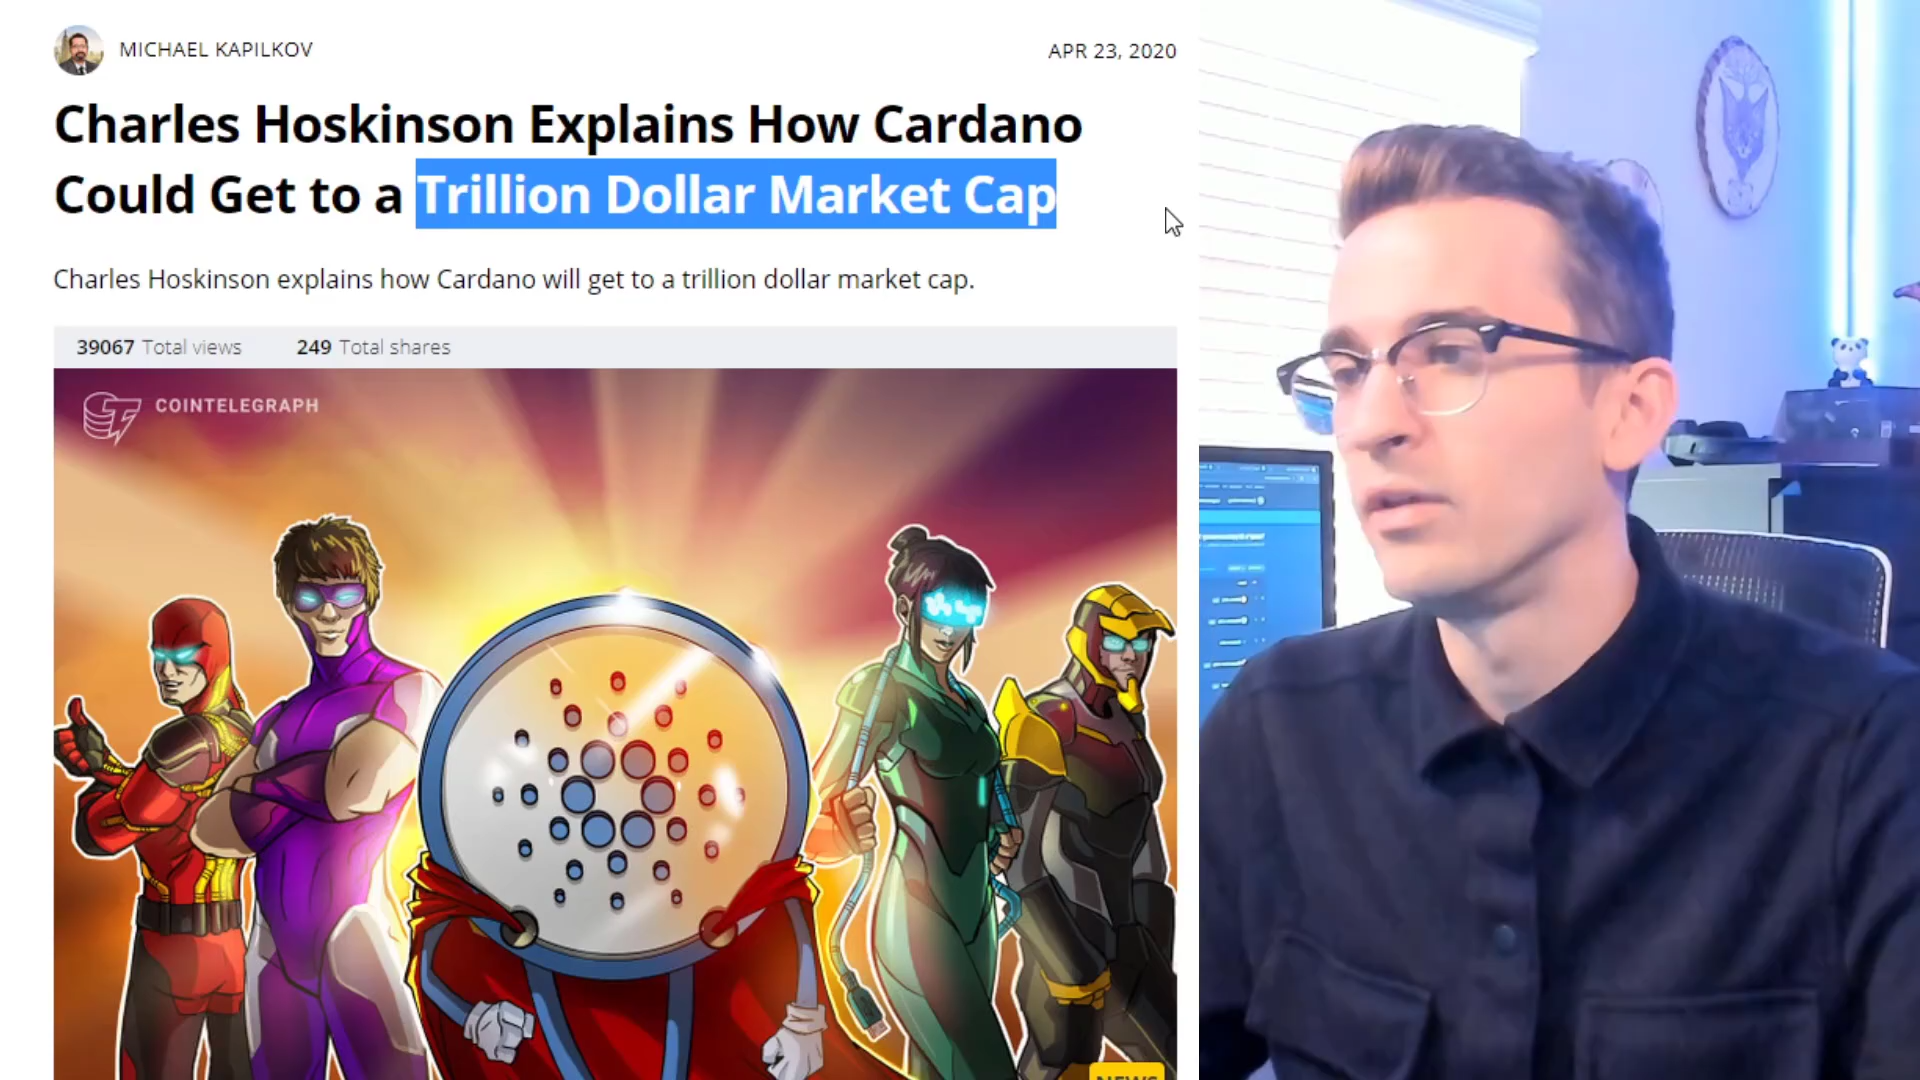 MICHAEL KAPILKOV
APR 23, 2020
Charles Hoskinson Explains How Cardano
Could Get to a Trillion Dollar Market Cap
Charles Hoskinson explains how Cardano will get to a trillion dollar market cap.
39067 Total views 249 Total shares
COINTELEGRAPH
NEWS